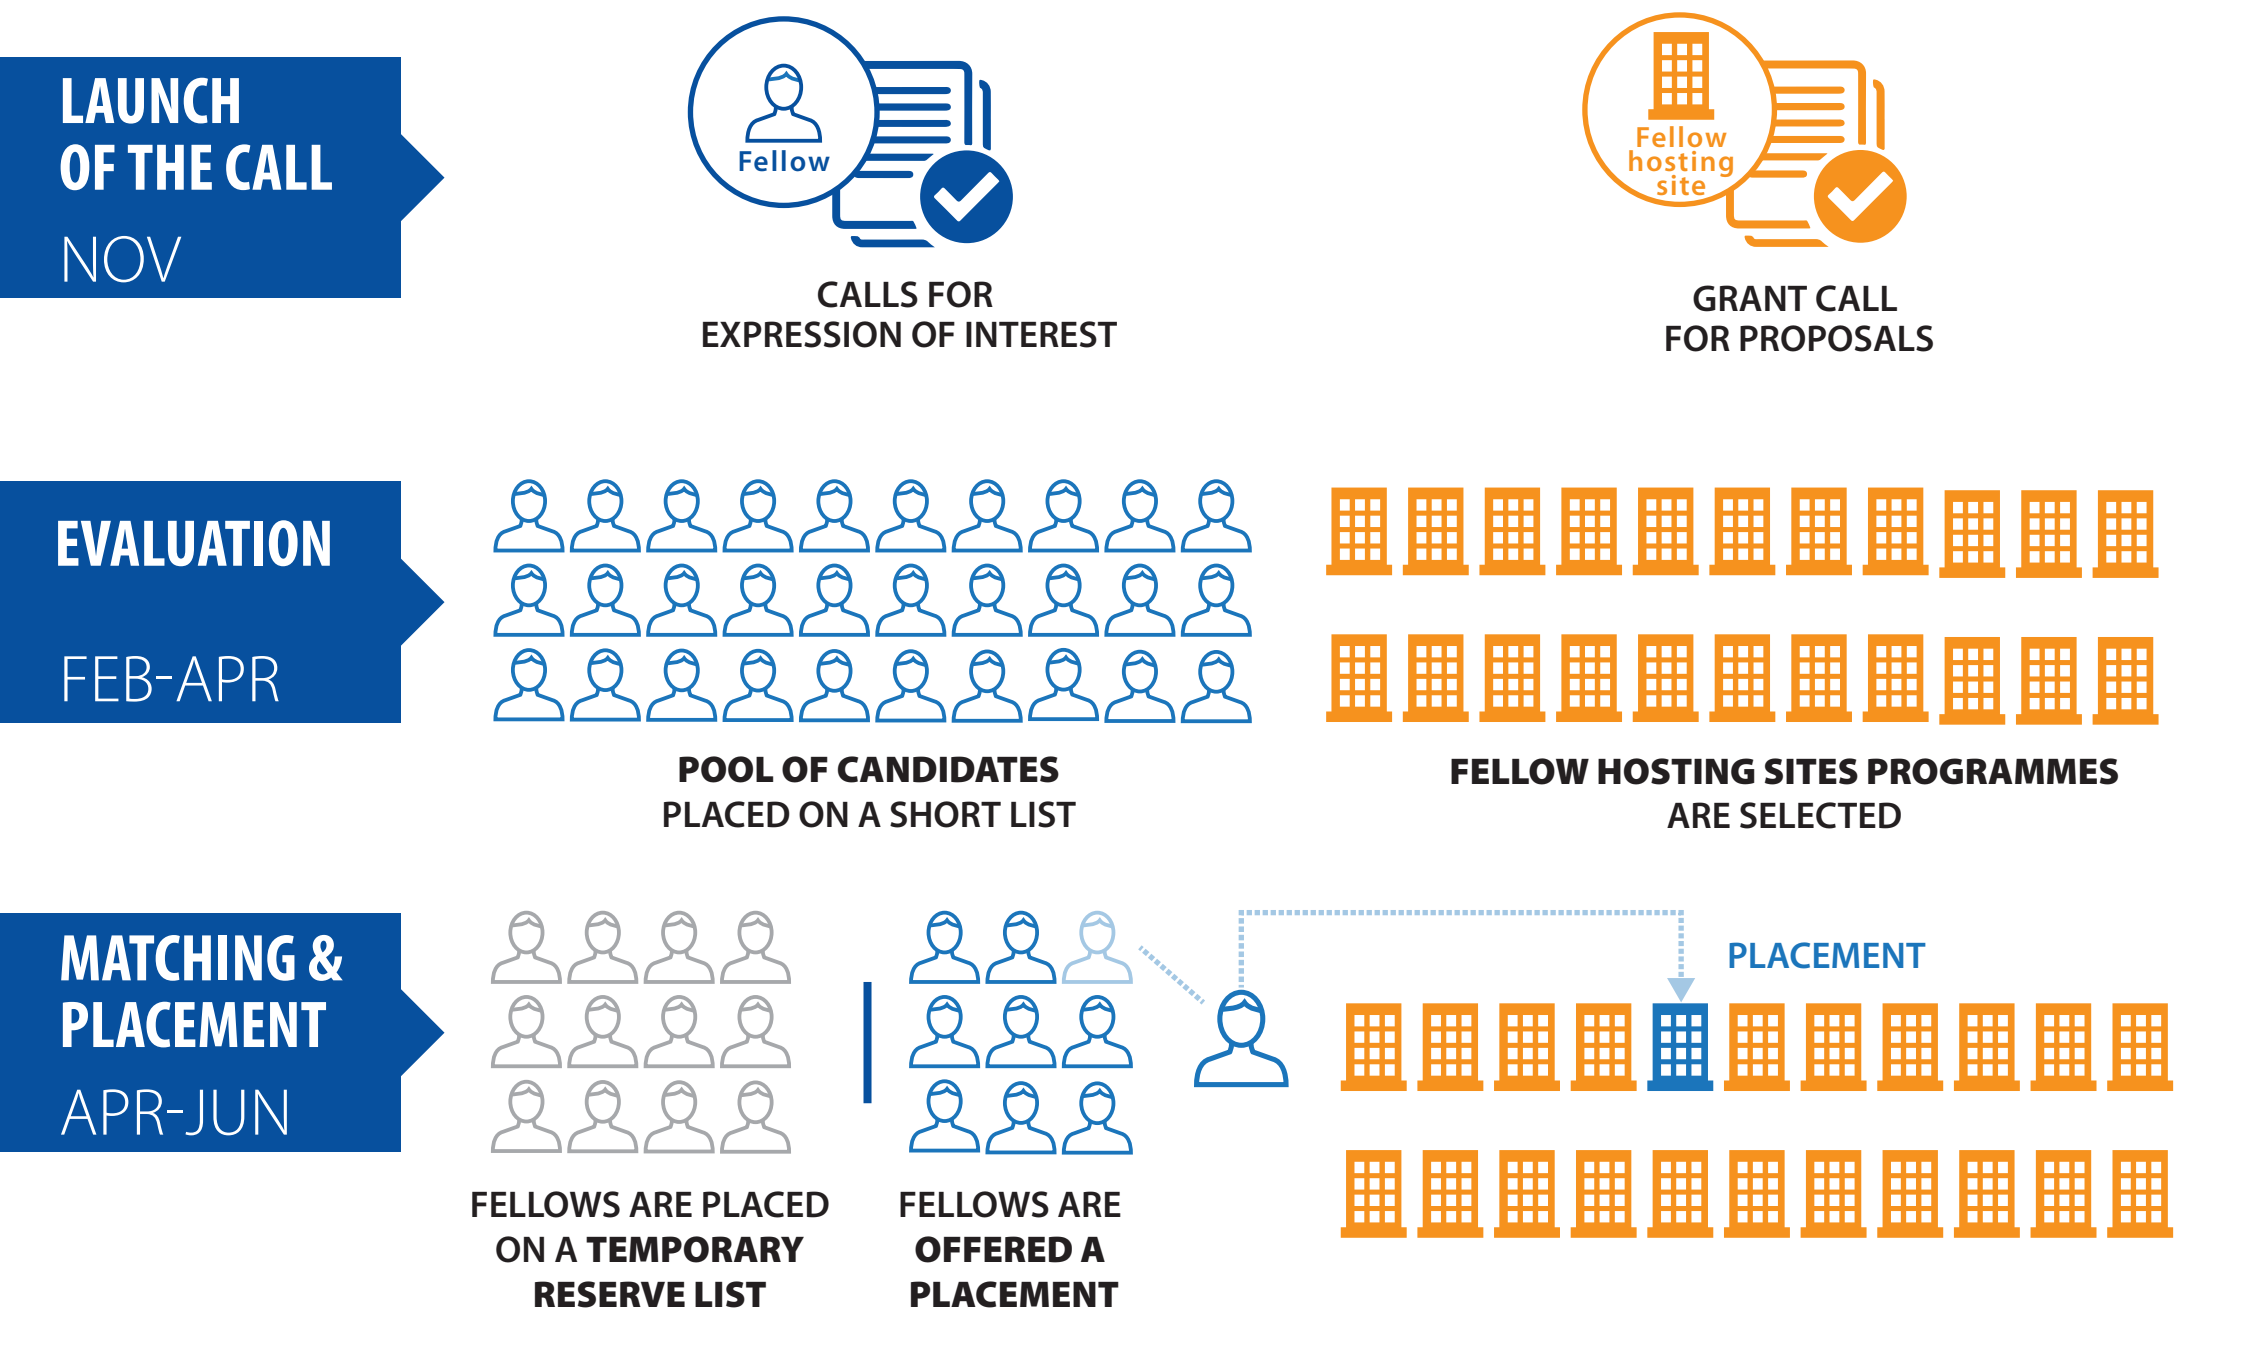 LAUNCH
OF THE CALL
NOV
Fellow
CALLS FOR
EXPRESSION OF INTEREST
Fellow
hosting
site
GRANT CALL
FOR PROPOSALS
EVALUATION
FEB-APR
POOL OF CANDIDATES
PLACED ON A SHORT LIST
FELLOW HOSTING SITES PROGRAMMES
ARE SELECTED
MATCHING &
PLACEMENT
APR-JUN
FELLOWS ARE PLACED
ON A TEMPORARY
RESERVE LIST
FELLOWS ARE
OFFERED A
PLACEMENT
PLACEMENT